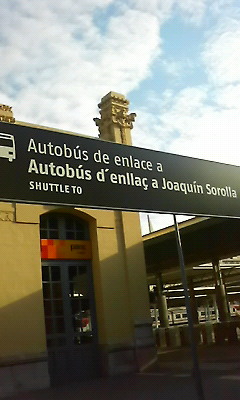 Autobús de enlace a
Autobús d´enllaç a Joaquín Sorolla
SHUTTLE TO